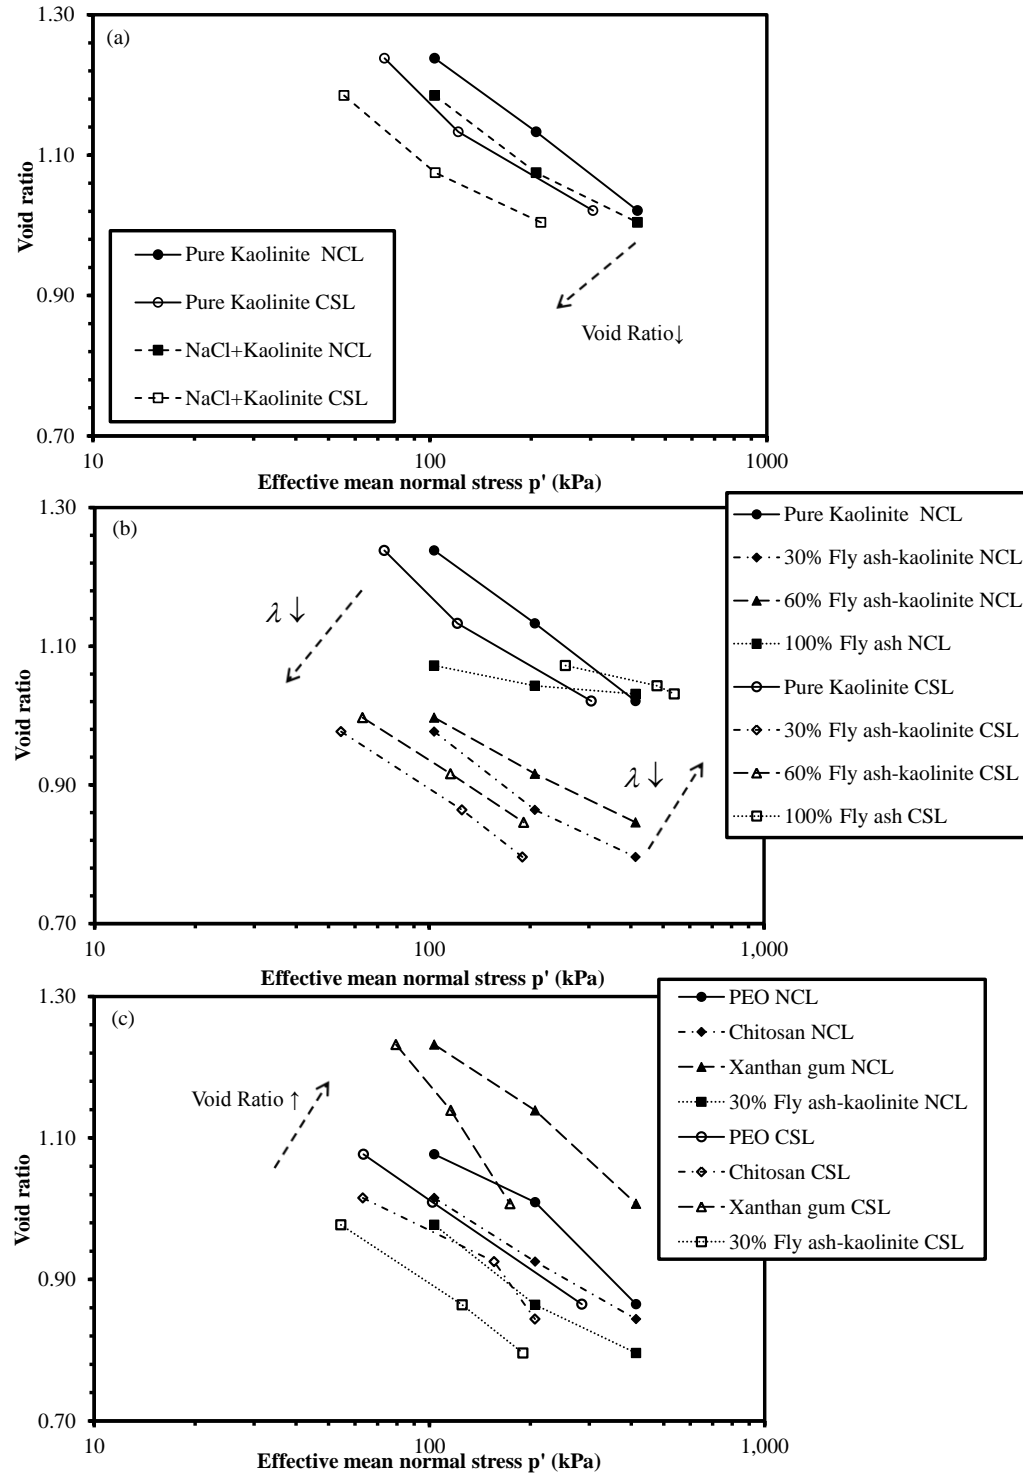 1.30
(a)
1.10
0.90
0.70
Void ratio
Pure Kaolinite NCL
Pure Kaolinite CSL
NaCl+Kaolinite NCL
NaCl+Kaolinite CSL
Void Ratio↓
10
100
1000
Effective mean normal stress p' (kPa)
1.30
(b)
1.10
0.90
0.70
Void ratio
λ ↓
λ ↓
Pure Kaolinite NCL
30% Fly ash-kaolinite NCL
60% Fly ash-kaolinite NCL
100% Fly ash NCL
Pure Kaolinite CSL
30% Fly ash-kaolinite CSL
60% Fly ash-kaolinite CSL
100% Fly ash CSL
10
100
1,000
Effective mean normal stress p' (kPa)
1.30
(c)
1.10
0.90
0.70
Void ratio
Void Ratio ↑
PEO NCL
Chitosan NCL
Xanthan gum NCL
30% Fly ash-kaolinite NCL
PEO CSL
Chitosan CSL
Xanthan gum CSL
30% Fly ash-kaolinite CSL
10
100
1,000
Effective mean normal stress p' (kPa)